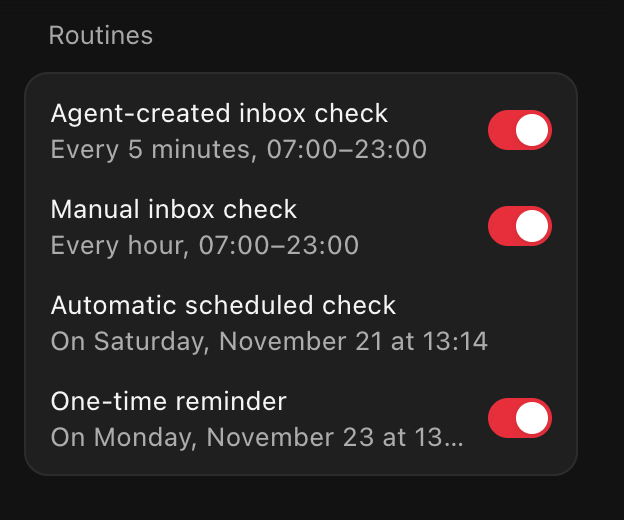 Routines
Agent-created inbox check
Every 5 minutes, 07:00–23:00
Manual inbox check
Every hour, 07:00–23:00
Automatic scheduled check
On Saturday, November 21 at 13:14
One-time reminder
On Monday, November 23 at 13...